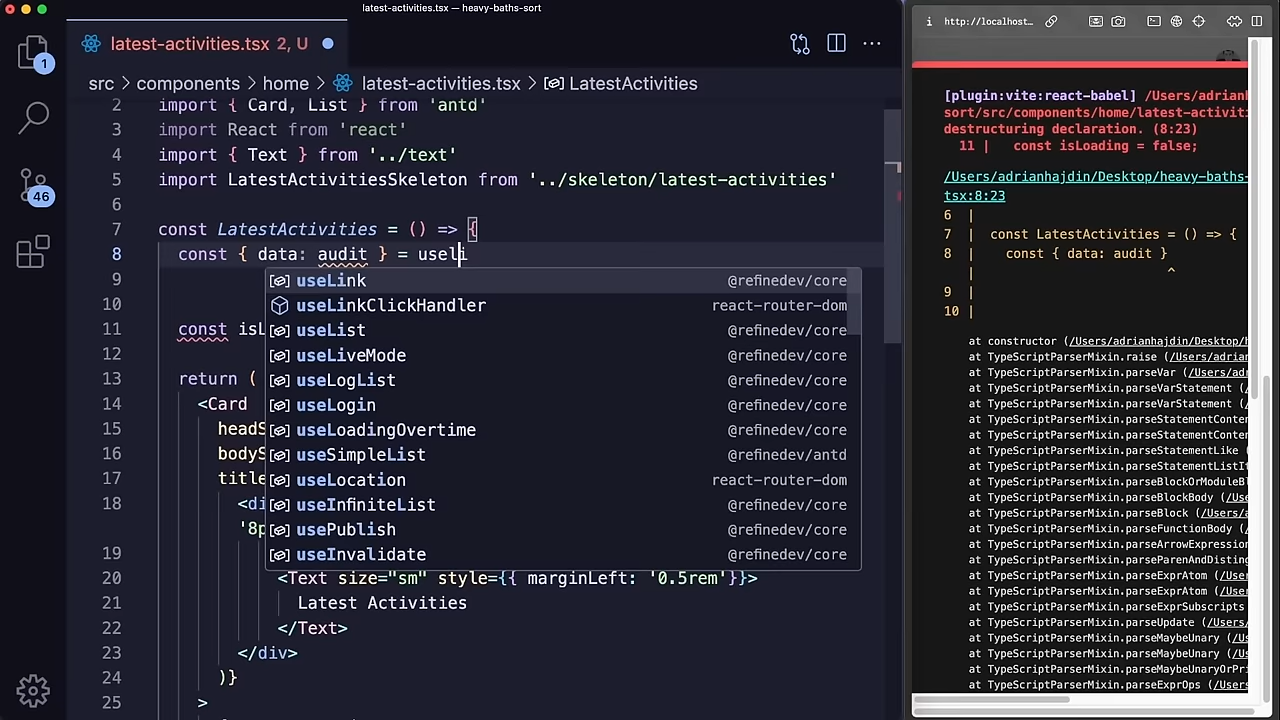 latest-activities.tsx — heavy-baths-sort
latest-activities.tsx 2, U
1
46
src > components > home > latest-activities.tsx > LatestActivities
2 import { Card, List } from 'antd'
3 import React from 'react'
4 import { Text } from '../text'
5 import LatestActivitiesSkeleton from '../skeleton/latest-activities'
6
7 const LatestActivities = () => {
8 const { data: audit } = useli
9
10
11 const isL
12
13 return (
14 <Card
15 headS
16 bodyS
17 title
18 <di
'8p
19
20 <Text size="sm" style={{ marginLeft: '0.5rem'}}>
21 Latest Activities
22 </Text>
23 </div>
24 )}
25 >
useLink @refinedev/core
useLinkClickHandler react-router-dom
useList @refinedev/core
useLiveMode @refinedev/core
useLogList @refinedev/core
useLogin @refinedev/core
useLoadingOvertime @refinedev/core
useSimpleList @refinedev/antd
useLocation react-router-dom
useInfiniteList @refinedev/core
usePublish @refinedev/core
useInvalidate @refinedev/core
http://localhost...
[plugin:vite:react-babel] /Users/adrianh
sort/src/components/home/latest-activiti
destructuring declaration. (8:23)
11 | const isLoading = false;
/Users/adrianhajdin/Desktop/heavy-baths-
tsx:8:23
6 |
7 | const LatestActivities = () => {
8 | const { data: audit }
| ^
9 |
10 |
at constructor (/Users/adrianhajdin/Desktop/h
at TypeScriptParserMixin.raise (/Users/adrian
at TypeScriptParserMixin.parseVar (/Users/adr
at TypeScriptParserMixin.parseVarStatement (/
at TypeScriptParserMixin.parseVarStatement (/
at TypeScriptParserMixin.parseStatementConten
at TypeScriptParserMixin.parseStatementConten
at TypeScriptParserMixin.parseStatementLike (
at TypeScriptParserMixin.parseStatementListIt
at TypeScriptParserMixin.parseBlockOrModuleBl
at TypeScriptParserMixin.parseBlockBody (/Use
at TypeScriptParserMixin.parseBlock (/Users/a
at TypeScriptParserMixin.parseFunctionBody (/
at TypeScriptParserMixin.parseArrowExpression
at TypeScriptParserMixin.parseParenAndDisting
at TypeScriptParserMixin.parseExprAtom (/User
at TypeScriptParserMixin.parseExprAtom (/User
at TypeScriptParserMixin.parseExprSubscripts
at TypeScriptParserMixin.parseUpdate (/Users/
at TypeScriptParserMixin.parseMaybeUnary (/Us
at TypeScriptParserMixin.parseMaybeUnary (/Us
at TypeScriptParserMixin.parseMaybeUnaryOrPri
at TypeScriptParserMixin.parseExprOps (/Users